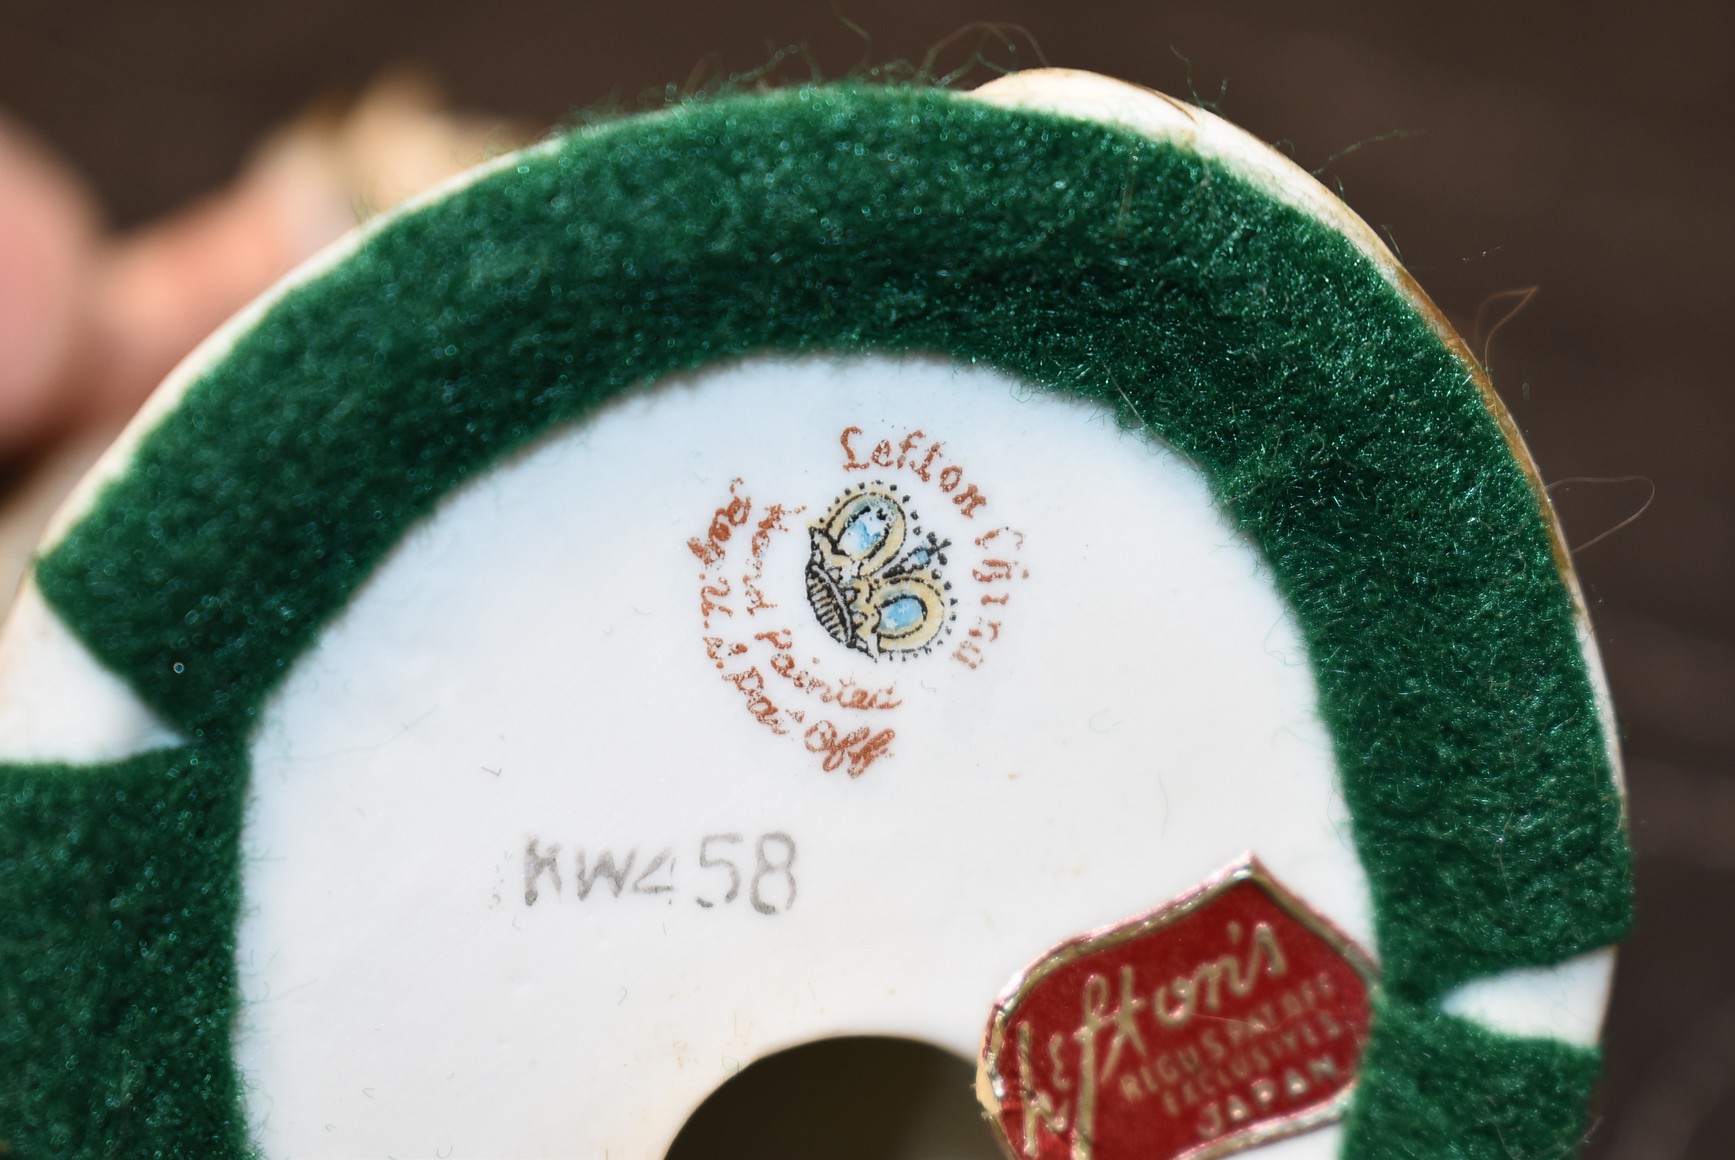 Lefton China
Hand Painted
Reg. U.S. Pat. Off.
KW458
Lefton's
REG U S PAT OFF
EXCLUSIVES
JAPAN